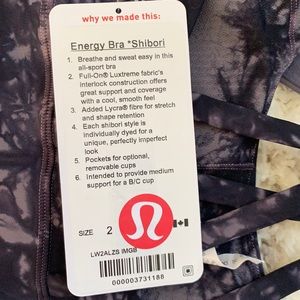 why we made this:
Energy Bra *Shibori
1. Breathe and sweat easy in this
all-sport bra
2. Full-On® Luxtreme fabric's
interlock construction offers
great support and coverage
with a cool, smooth feel
3. Added Lycra® fibre for stretch
and shape retention
4. Each shibori style is
individually dyed for a
unique, perfectly imperfect
look
5. Pockets for optional,
removable cups
6. Intended to provide medium
support for a B/C cup
SIZE 2
LW2ALZS IMGB
000003731186